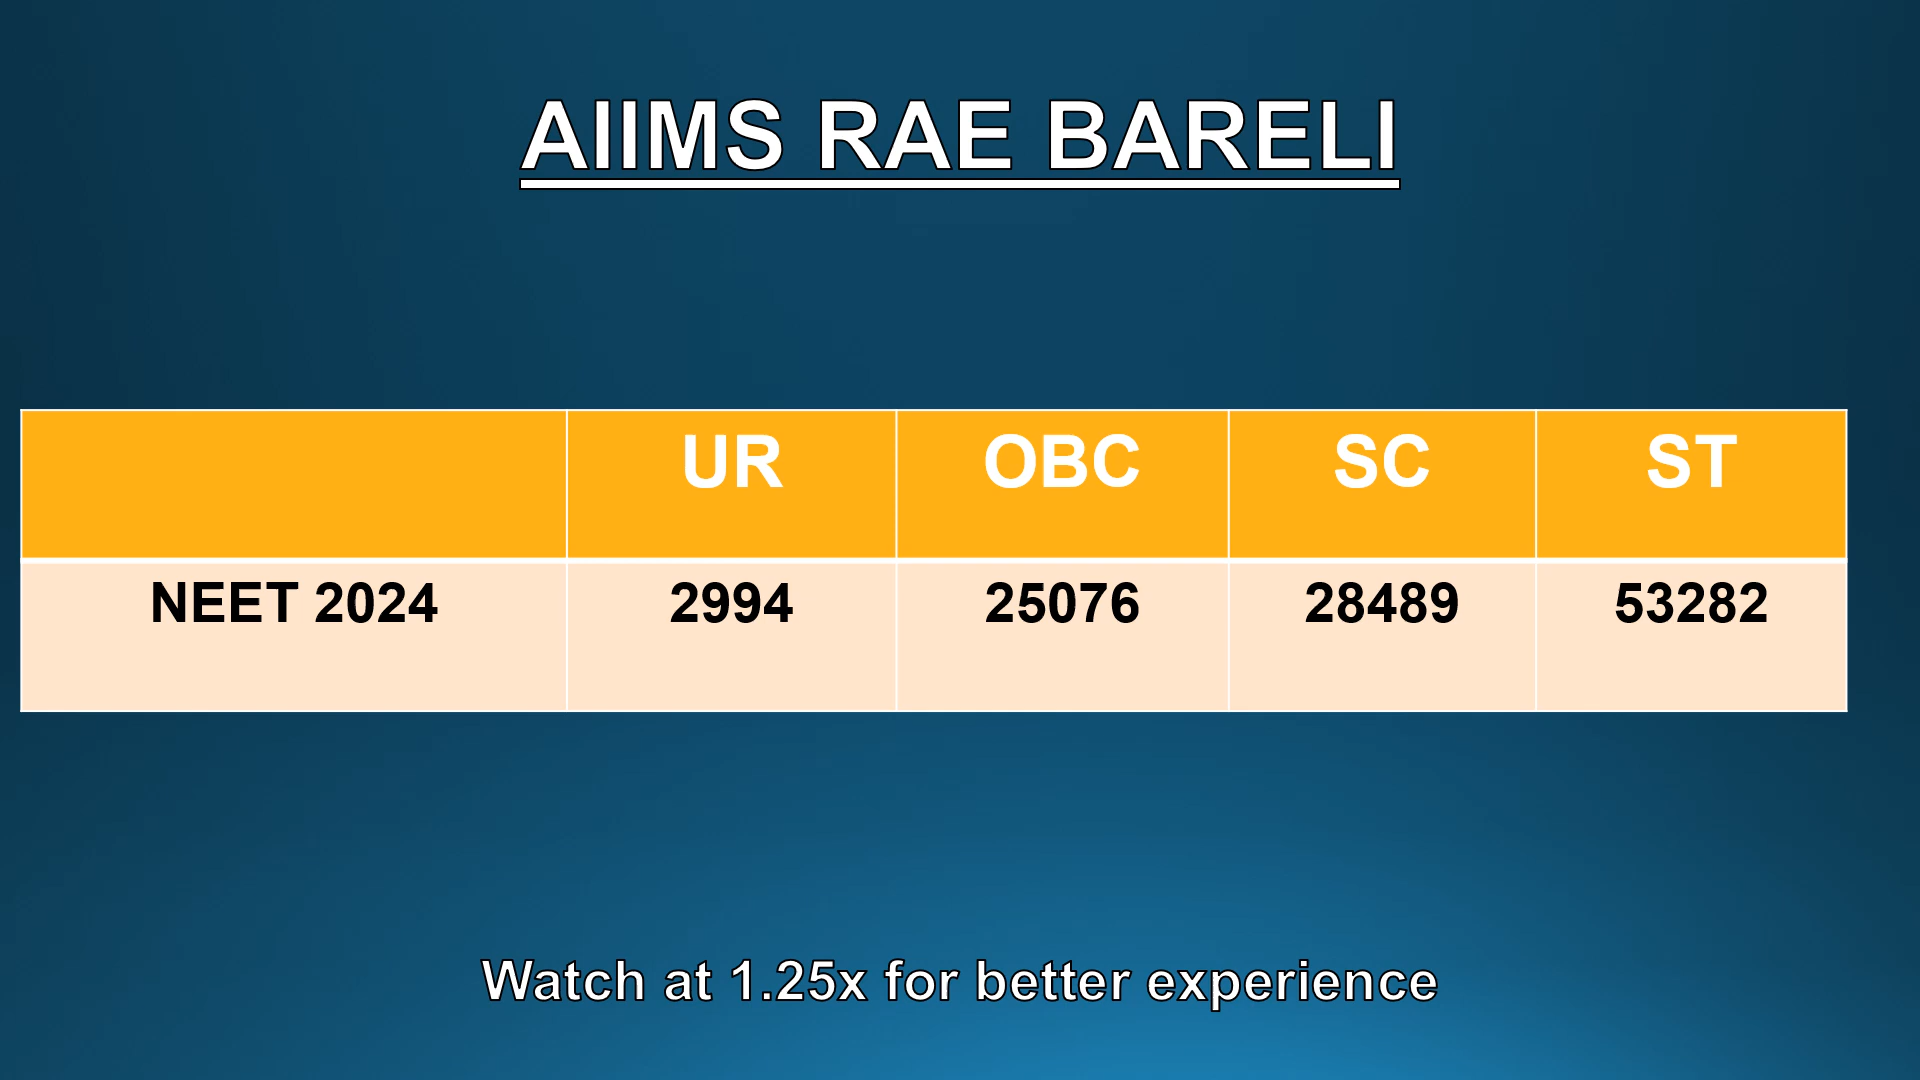 AIIMS RAE BARELI
UR OBC SC ST
NEET 2024 2994 25076 28489 53282
Watch at 1.25x for better experience